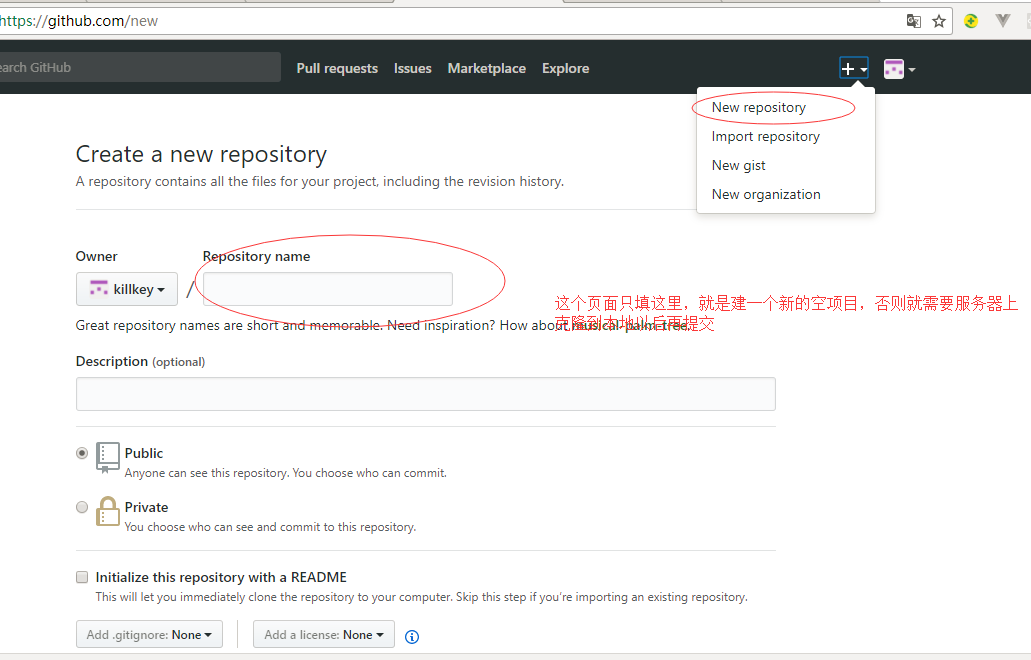 https://github.com/new
earch GitHub
Pull requests Issues Marketplace Explore
New repository
Import repository
New gist
New organization
Create a new repository
A repository contains all the files for your project, including the revision history.
Owner Repository name
killkey /
这个页面只填这里，就是建一个新的空项目，否则就需要服务器上
克隆到本地以后再提交
Great repository names are short and memorable. Need inspiration? How about musical-palm-tree.
Description (optional)
Public
Anyone can see this repository. You choose who can commit.
Private
You choose who can see and commit to this repository.
Initialize this repository with a README
This will let you immediately clone the repository to your computer. Skip this step if you're importing an existing repository.
Add .gitignore: None Add a license: None